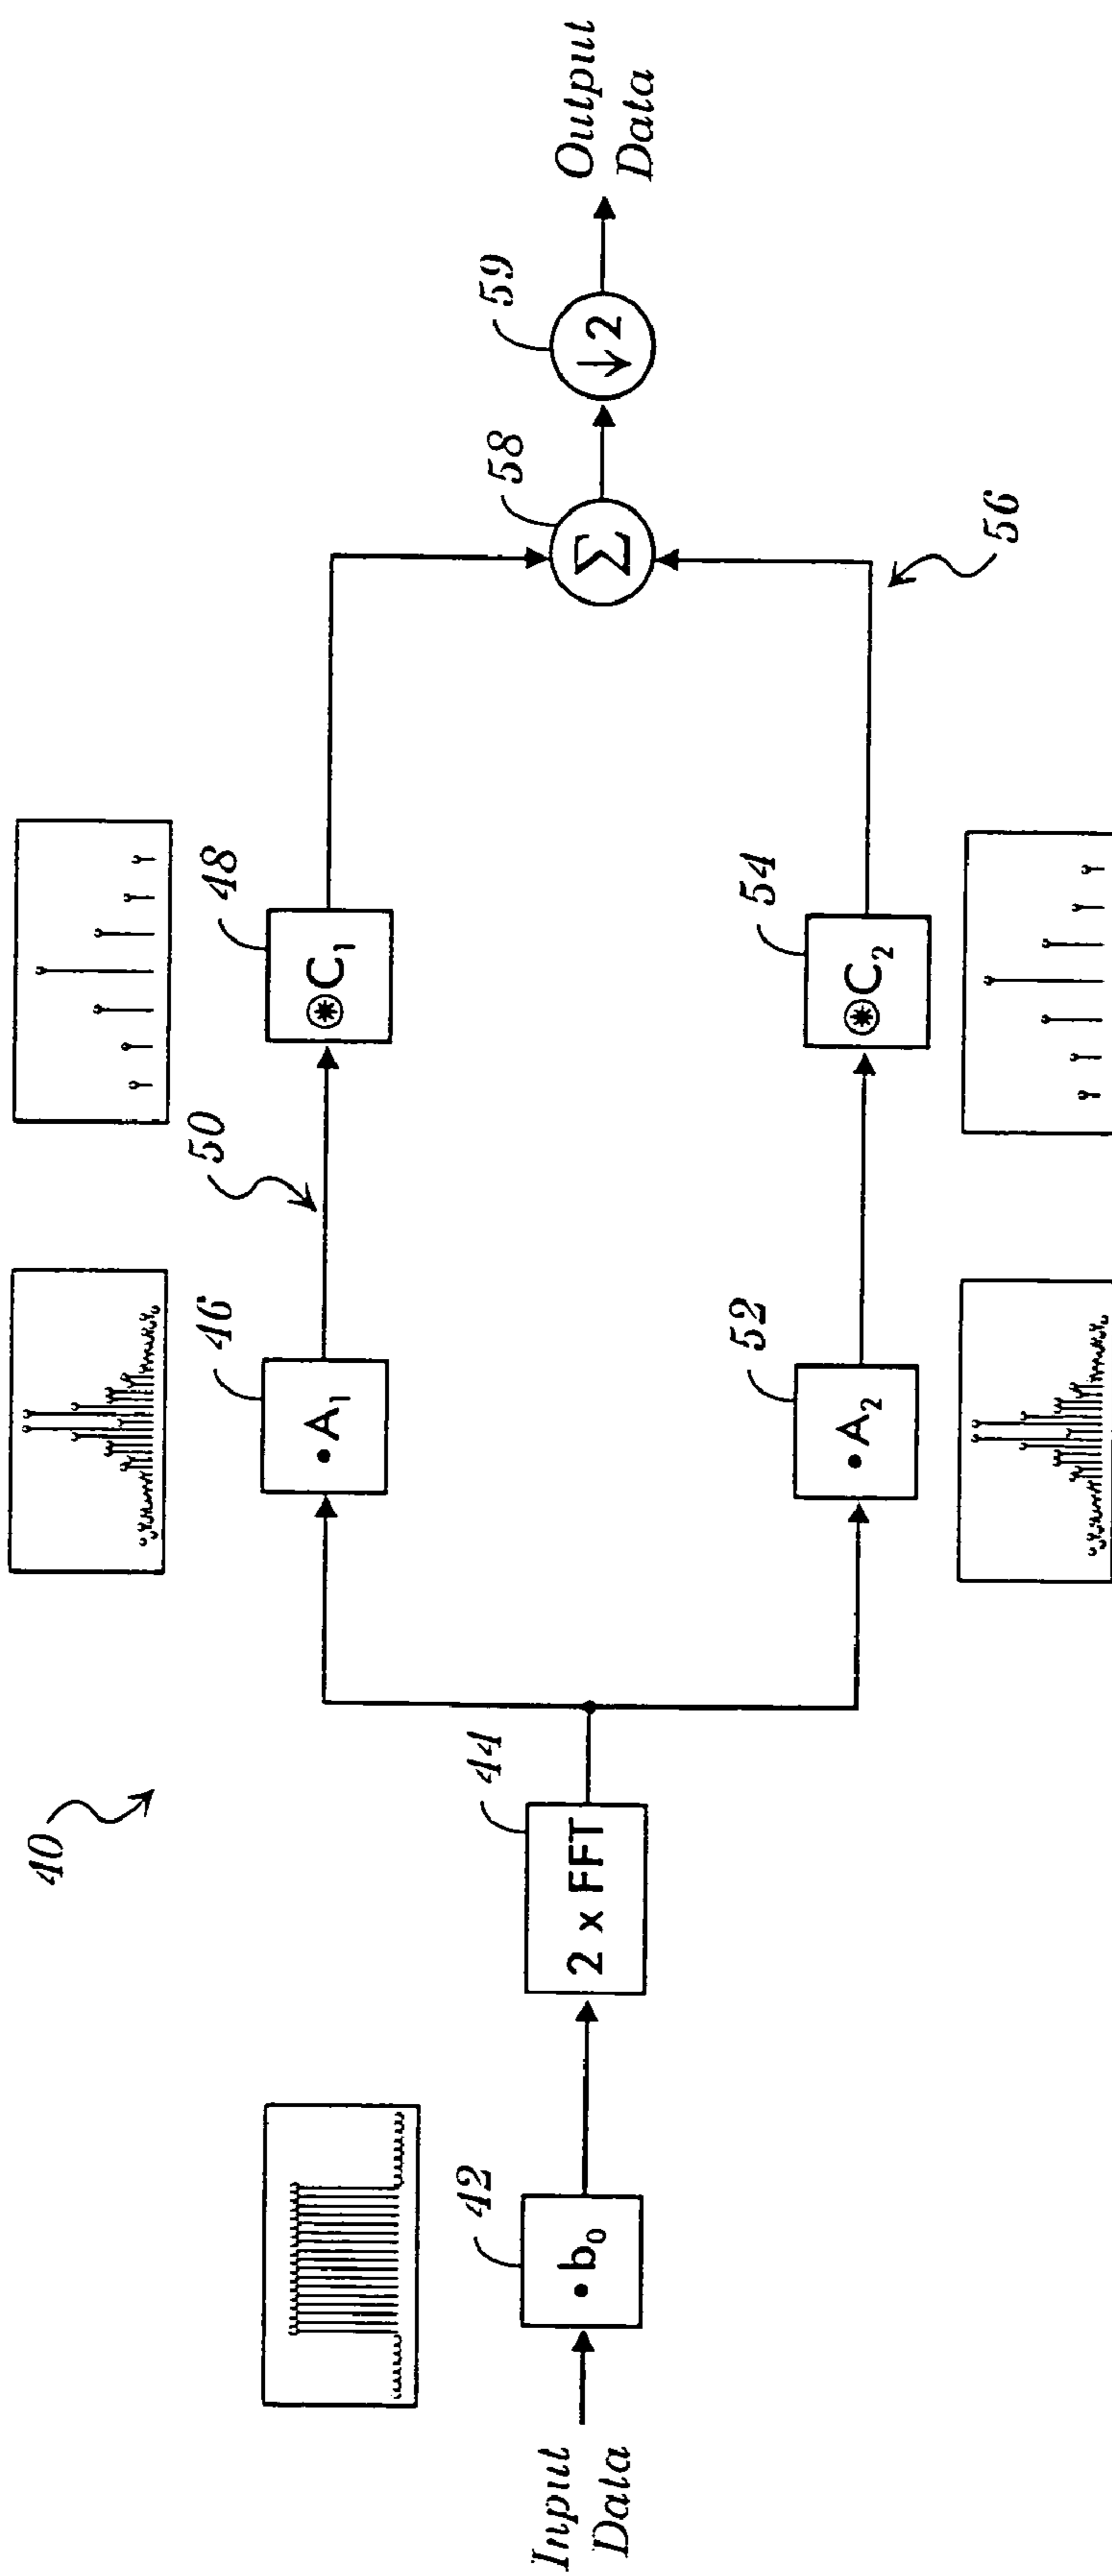 40
Input
Data
42
• b0
44
2 x FFT
46
• A1
50
48
⊛C1
52
• A2
54
⊛C2
56
58
Σ
59
↓2
Output
Data